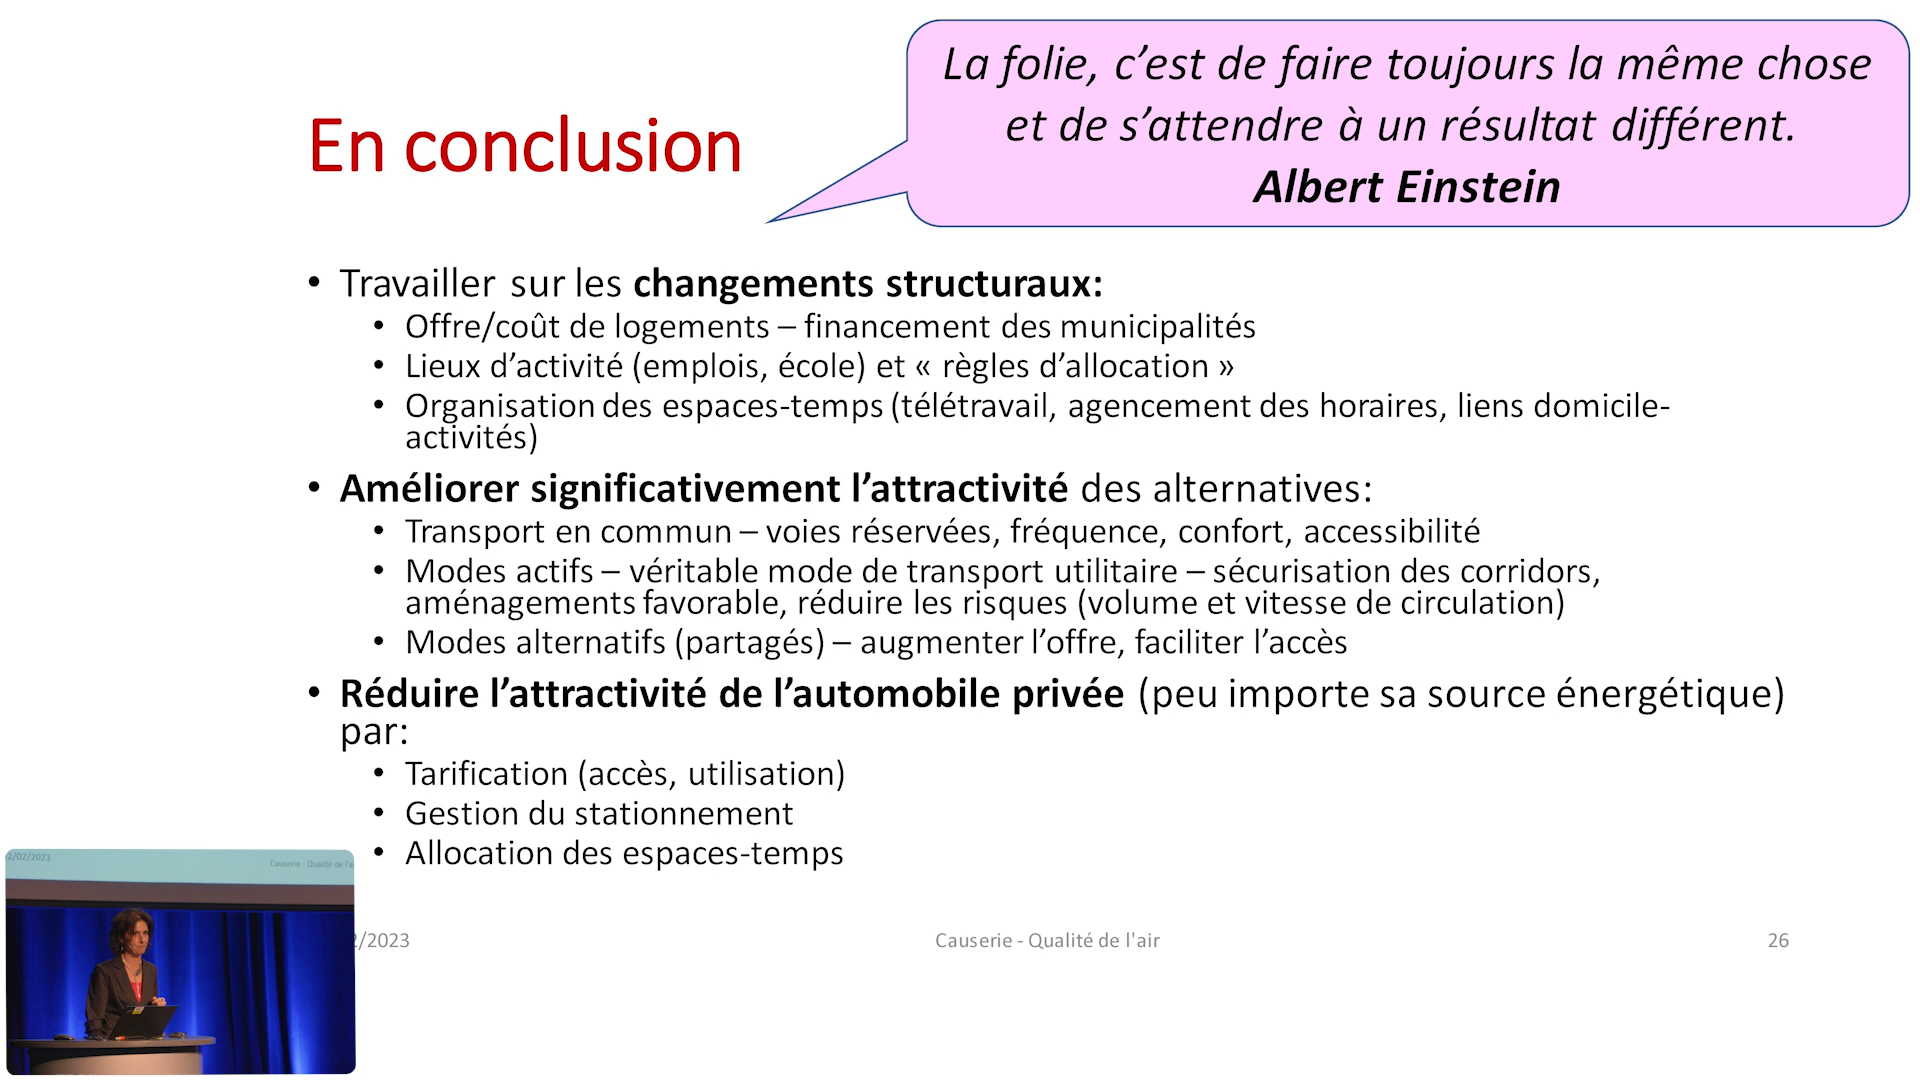 La folie, c’est de faire toujours la même chose
et de s’attendre à un résultat différent.
Albert Einstein
En conclusion
• Travailler sur les changements structuraux:
• Offre/coût de logements – financement des municipalités
• Lieux d’activité (emplois, école) et « règles d’allocation »
• Organisation des espaces-temps (télétravail, agencement des horaires, liens domicile-
activités)
• Améliorer significativement l’attractivité des alternatives:
• Transport en commun – voies réservées, fréquence, confort, accessibilité
• Modes actifs – véritable mode de transport utilitaire – sécurisation des corridors,
aménagements favorable, réduire les risques (volume et vitesse de circulation)
• Modes alternatifs (partagés) – augmenter l’offre, faciliter l’accès
• Réduire l’attractivité de l’automobile privée (peu importe sa source énergétique)
par:
• Tarification (accès, utilisation)
• Gestion du stationnement
• Allocation des espaces-temps
2/02/2023
Causerie - Qualité de l'a
2/2023
Causerie - Qualité de l'air
26